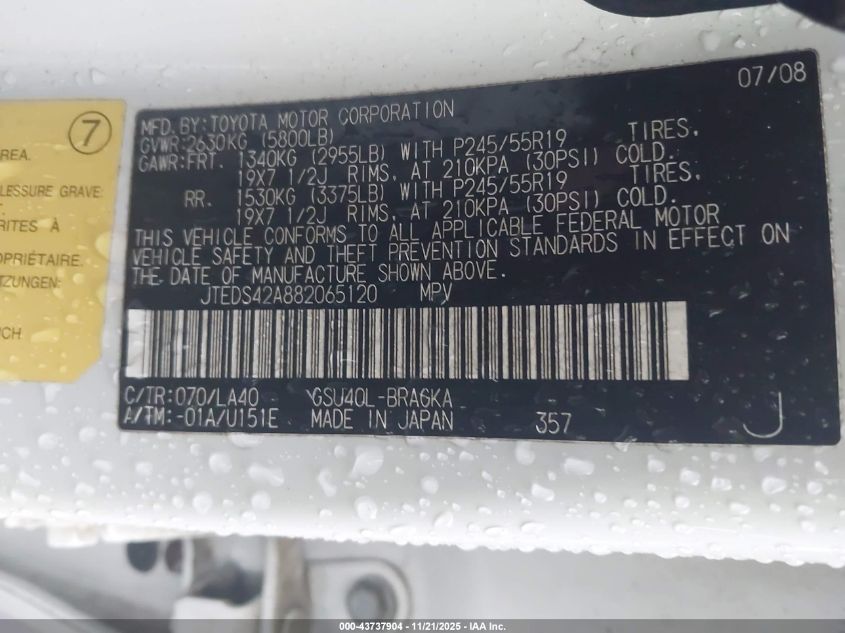 07/08
MFD.BY:TOYOTA MOTOR CORPORATION
GVWR:2630KG (5800LB)
GAWR:FRT. 1340KG (2955LB) WITH P245/55R19 TIRES,
19X7 1/2J RIMS, AT 210KPA (30PSI) COLD.
RR. 1530KG (3375LB) WITH P245/55R19 TIRES,
19X7 1/2J RIMS, AT 210KPA (30PSI) COLD.
THIS VEHICLE CONFORMS TO ALL APPLICABLE FEDERAL MOTOR
VEHICLE SAFETY AND THEFT PREVENTION STANDARDS IN EFFECT ON
THE DATE OF MANUFACTURE SHOWN ABOVE.
JTEDS42A882065120 MPV
C/TR:070/LA40 GSU40L-BRAGKA
A/TM:-01A/U151E MADE IN JAPAN 357 J
7
AREA.
BLESSURE GRAVE
RITES À
OPRIÉTAIRE.
TZUNGEN:
CH
000-43737904 - 11/21/2025 - IAA Inc.